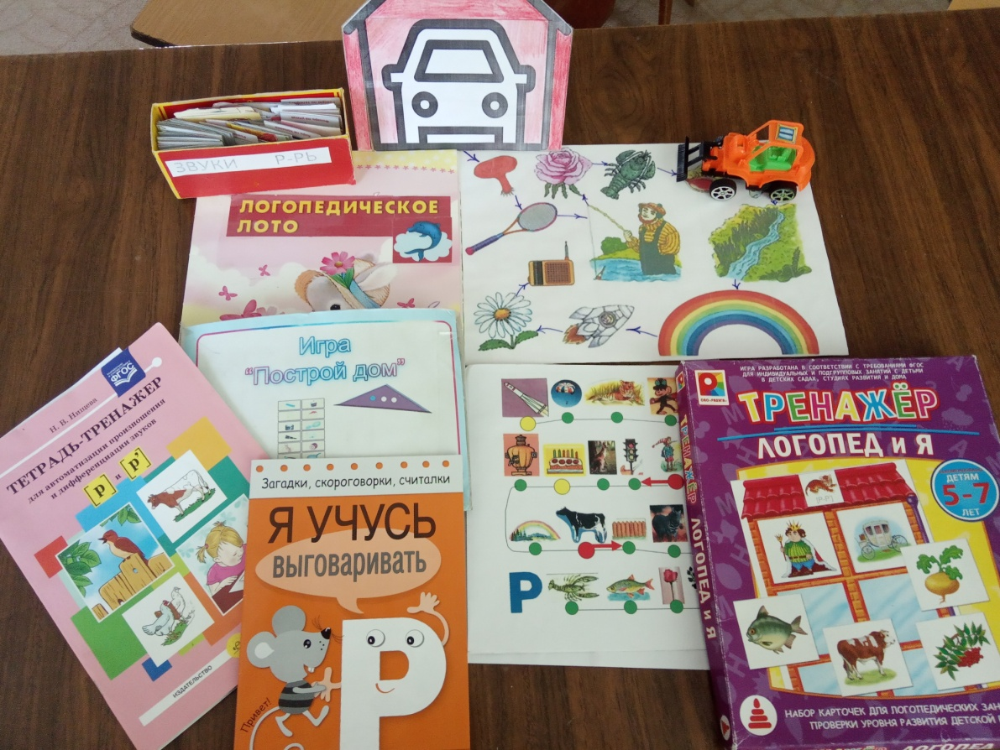 ЗВУКИ Р-РЬ
ЛОГОПЕДИЧЕСКОЕ
ЛОТО
Игра
"Построй дом"
ФГОС
Н. В. Нищева
ТЕТРАДЬ-ТРЕНАЖЕР
для автоматизации произношения
и дифференциации звуков
[р] и [р']
ИЗДАТЕЛЬСТВО
Загадки, скороговорки, считалки
Я УЧУСЬ
ВЫГОВАРИВАТЬ
Р
Привет!
Р
ИГРА РАЗРАБОТАНА В СООТВЕТСТВИИ С ТРЕБОВАНИЯМИ ФГОС
ДЛЯ ИНДИВИДУАЛЬНЫХ И ПОДГРУППОВЫХ ЗАНЯТИЙ С ДЕТЬМИ
В ДЕТСКИХ САДАХ, СТУДИЯХ РАЗВИТИЯ И ДОМА
ТРЕНАЖЁР
ЛОГОПЕД и Я
ДЕТЯМ
5-7
ЛЕТ
НАБОР КАРТОЧЕК ДЛЯ ЛОГОПЕДИЧЕСКИХ ЗАН
ПРОВЕРКИ УРОВНЯ РАЗВИТИЯ ДЕТСКОЙ
ТРЕНАЖЁР ЛОГОПЕД И Я